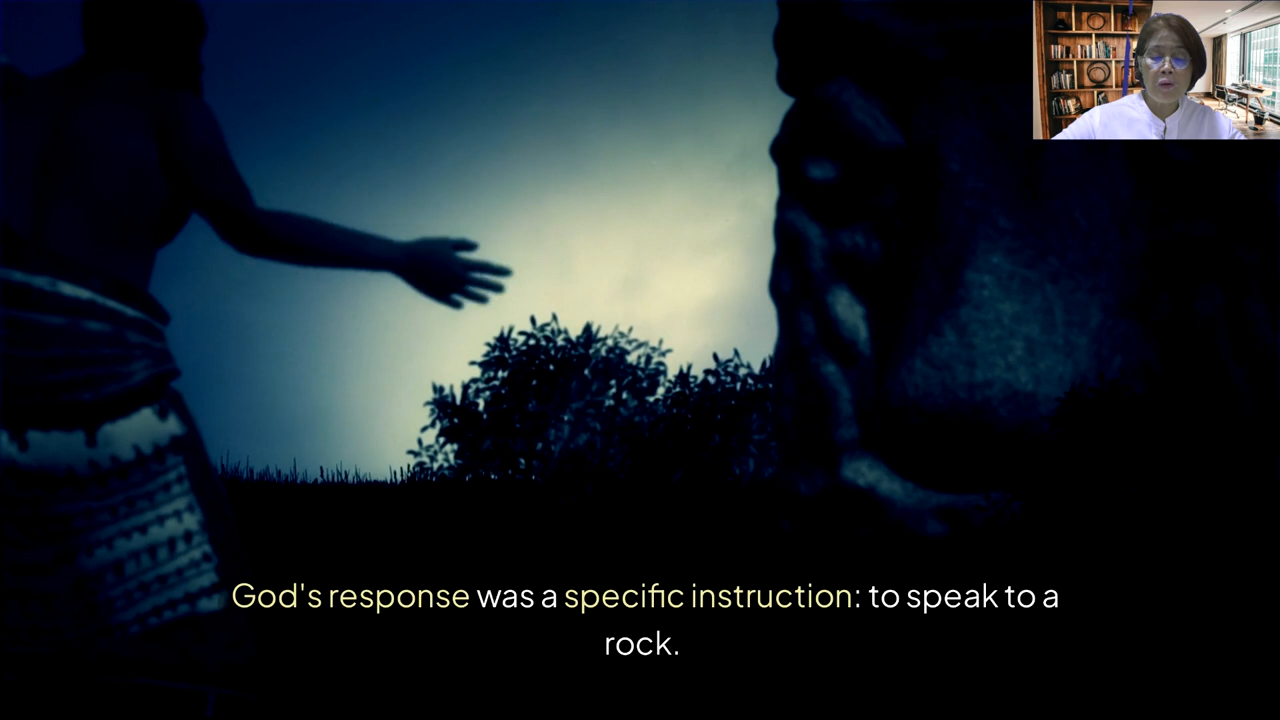 God's response was a specific instruction: to speak to a
rock.